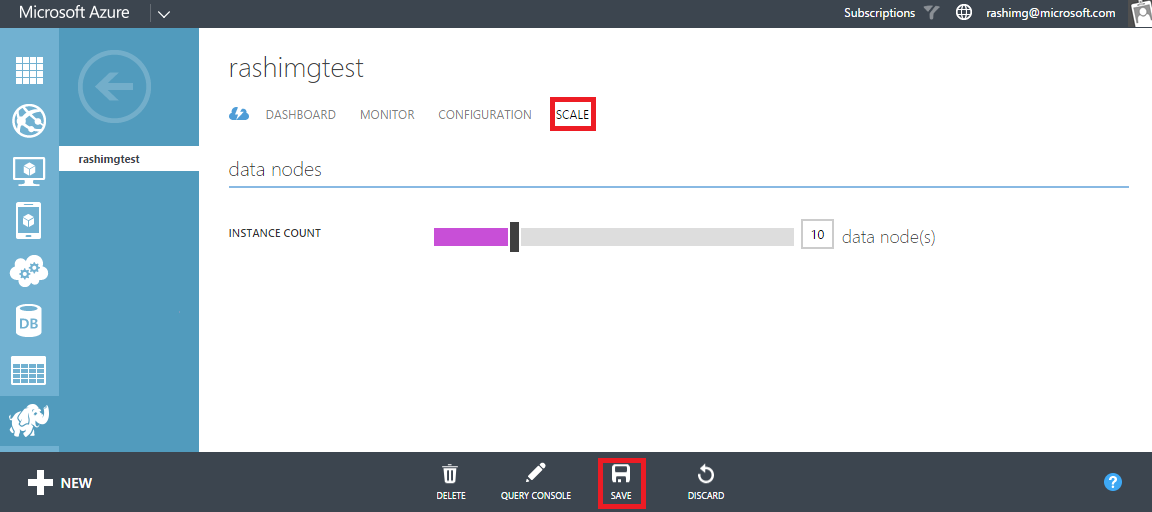 Microsoft Azure
Subscriptions rashimg@microsoft.com
rashimgtest
DASHBOARD MONITOR CONFIGURATION SCALE
rashimgtest
data nodes
INSTANCE COUNT 10 data node(s)
DB
NEW DELETE QUERY CONSOLE SAVE DISCARD ?